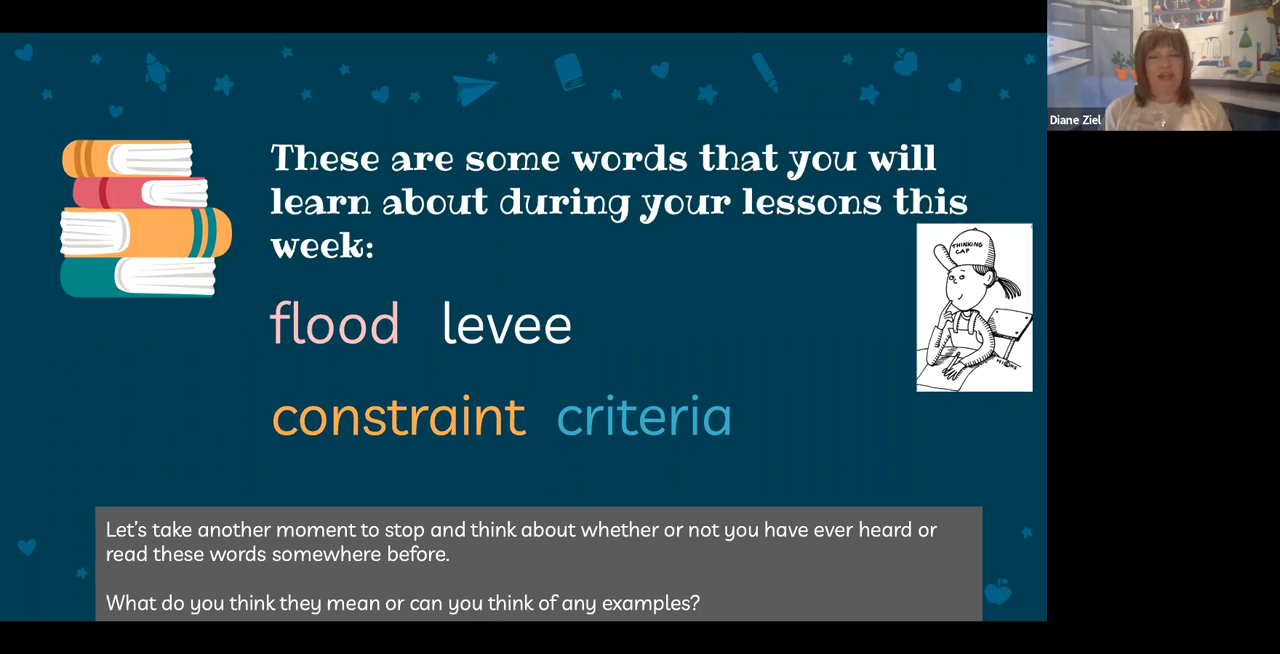 These are some words that you will
learn about during your lessons this
week:
flood levee
constraint criteria
THINKING
CAP
Let's take another moment to stop and think about whether or not you have ever heard or
read these words somewhere before.
What do you think they mean or can you think of any examples?
Diane Ziel